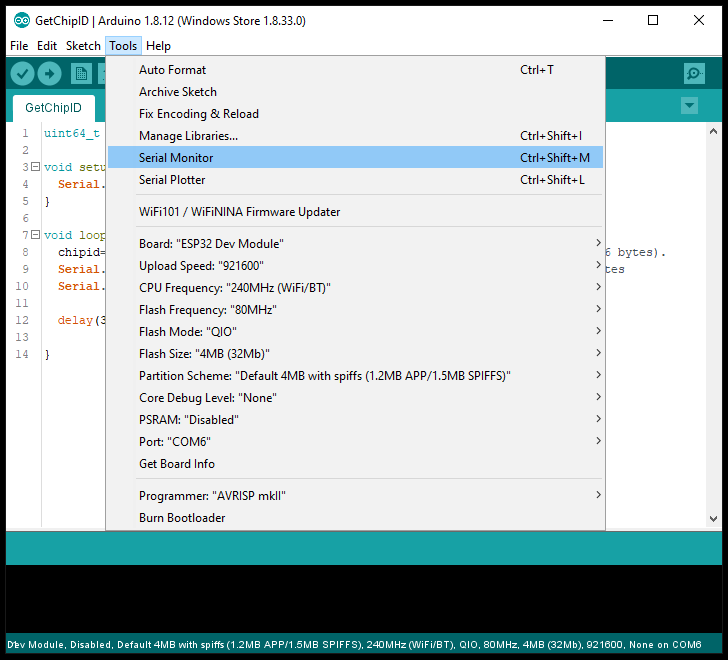 GetChipID | Arduino 1.8.12 (Windows Store 1.8.33.0)
File Edit Sketch Tools Help
Auto Format Ctrl+T
Archive Sketch
GetChipID
Fix Encoding & Reload
1 uint64_t Manage Libraries... Ctrl+Shift+I
2
3 void setu Serial Monitor Ctrl+Shift+M
4 Serial. Serial Plotter Ctrl+Shift+L
5 }
6 WiFi101 / WiFiNINA Firmware Updater
7 void loop
8 chipid= Board: "ESP32 Dev Module" 6 bytes).
9 Serial. Upload Speed: "921600" tes
10 Serial. CPU Frequency: "240MHz (WiFi/BT)"
11 Flash Frequency: "80MHz"
12 delay(3 Flash Mode: "QIO"
13
14 } Flash Size: "4MB (32Mb)"
Partition Scheme: "Default 4MB with spiffs (1.2MB APP/1.5MB SPIFFS)"
Core Debug Level: "None"
PSRAM: "Disabled"
Port: "COM6"
Get Board Info
Programmer: "AVRISP mkII"
Burn Bootloader
Dev Module, Disabled, Default 4MB with spiffs (1.2MB APP/1.5MB SPIFFS), 240MHz (WiFi/BT), QIO, 80MHz, 4MB (32Mb), 921600, None on COM6